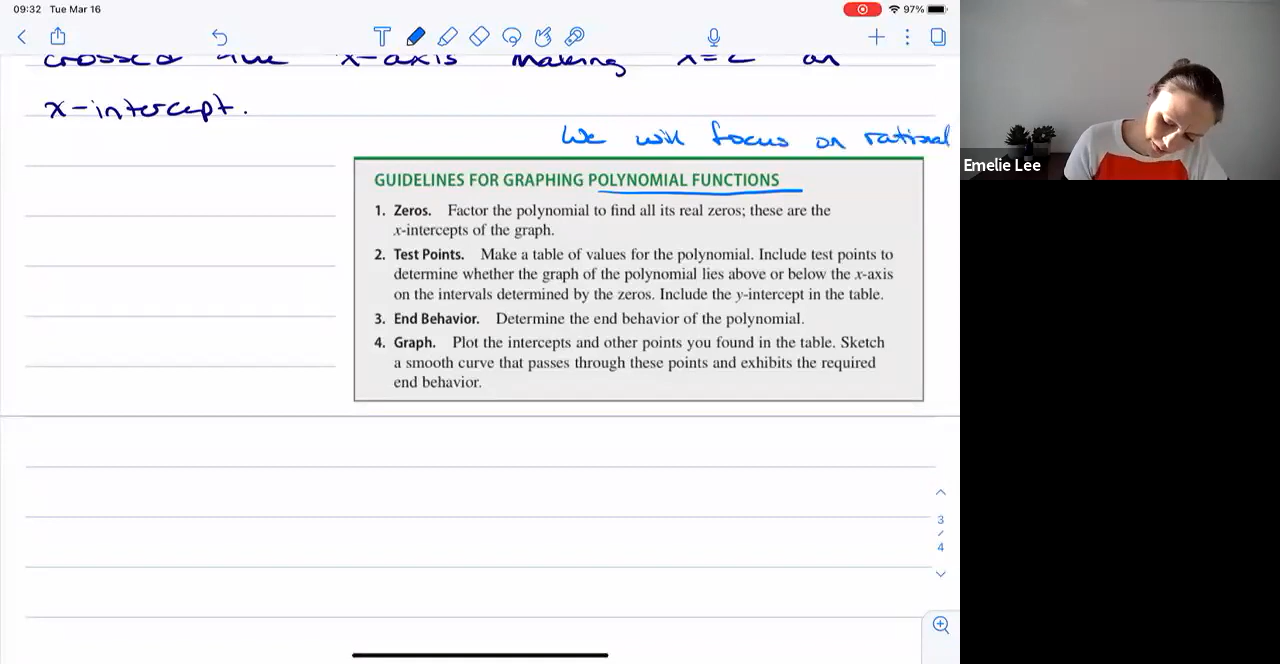 09:32 Tue Mar 16
97%
crossed the x-axis making x=c an
x-intercept.
We will focus on rational
GUIDELINES FOR GRAPHING POLYNOMIAL FUNCTIONS
1. Zeros. Factor the polynomial to find all its real zeros; these are the
x-intercepts of the graph.
2. Test Points. Make a table of values for the polynomial. Include test points to
determine whether the graph of the polynomial lies above or below the x-axis
on the intervals determined by the zeros. Include the y-intercept in the table.
3. End Behavior. Determine the end behavior of the polynomial.
4. Graph. Plot the intercepts and other points you found in the table. Sketch
a smooth curve that passes through these points and exhibits the required
end behavior.
3
/
4
Emelie Lee